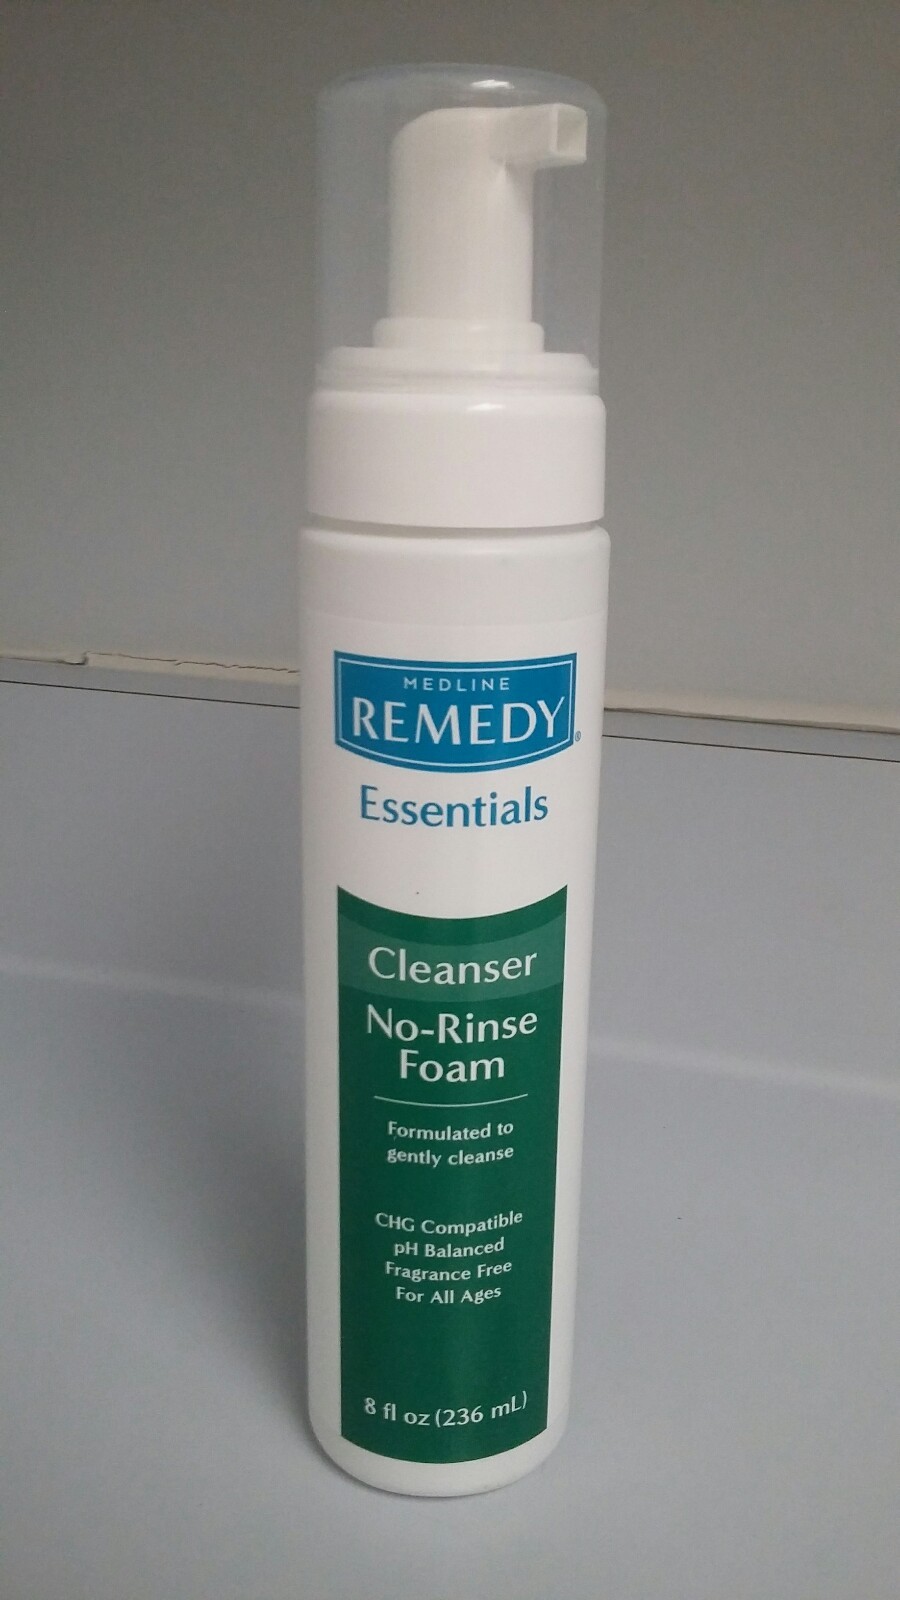 MEDLINE
REMEDY®
Essentials
Cleanser
No-Rinse
Foam
Formulated to
gently cleanse
CHG Compatible
pH Balanced
Fragrance Free
For All Ages
8 fl oz (236 mL)